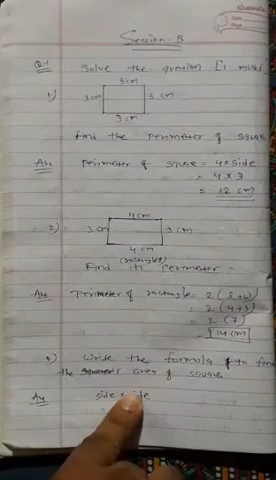 Section - B
Q.1 Solve the question [1 marks
1) 3 cm
3 cm 3 cm
3 cm
find the perimeter of square
Ans perimeter of square = 4 × side
= 4 × 3
= 12 cm
2) 4 cm
3 cm 3 cm
4 cm
(rectangle)
Find its perimeter =
Ans perimeter of rectangle = 2 (l+w)
= 2 (4+3)
= 2 (7)
14 cm
3) Write the formula to find
the area of square
Ans side